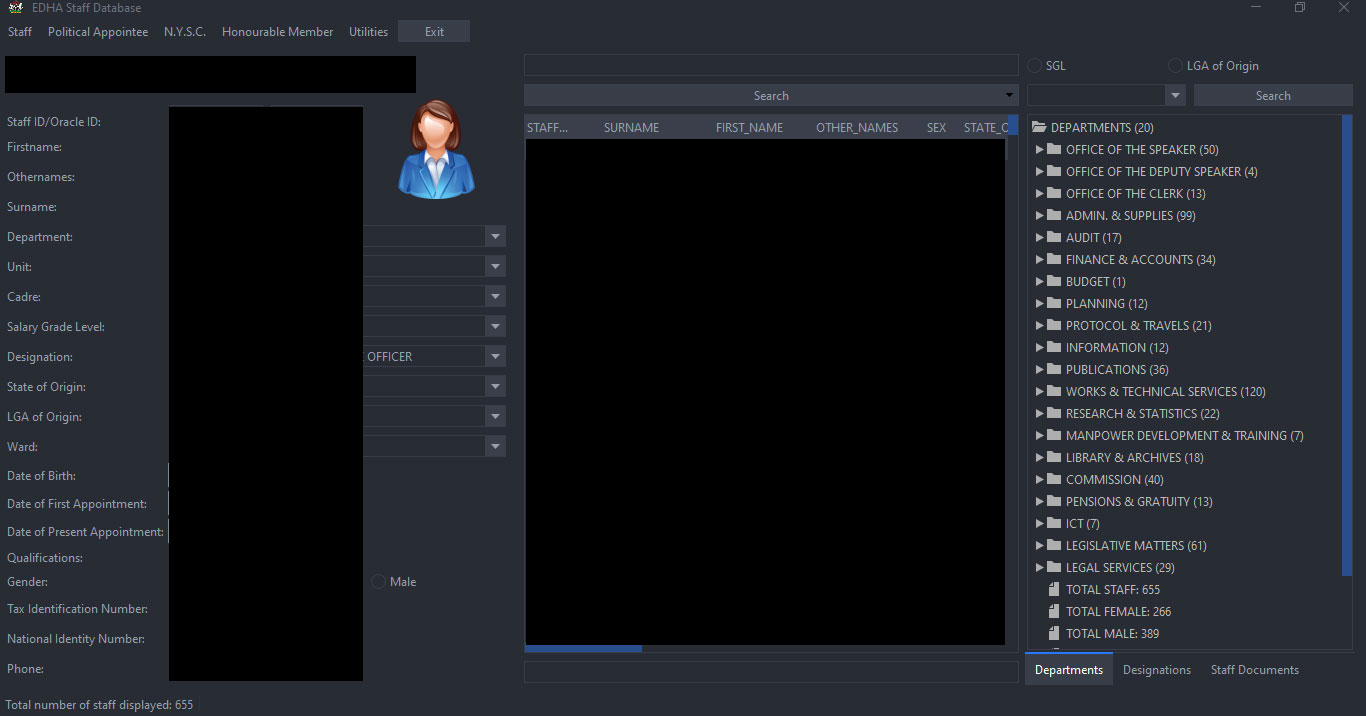 EDHA Staff Database
Staff Political Appointee N.Y.S.C. Honourable Member Utilities Exit
Staff ID/Oracle ID:
Firstname:
Othernames:
Surname:
Department:
Unit:
Cadre:
Salary Grade Level:
Designation: OFFICER
State of Origin:
LGA of Origin:
Ward:
Date of Birth:
Date of First Appointment:
Date of Present Appointment:
Qualifications:
Gender: Male
Tax Identification Number:
National Identity Number:
Phone:
Search
STAFF... SURNAME FIRST_NAME OTHER_NAMES SEX STATE_O
SGL LGA of Origin
Search
DEPARTMENTS (20)
OFFICE OF THE SPEAKER (50)
OFFICE OF THE DEPUTY SPEAKER (4)
OFFICE OF THE CLERK (13)
ADMIN. & SUPPLIES (99)
AUDIT (17)
FINANCE & ACCOUNTS (34)
BUDGET (1)
PLANNING (12)
PROTOCOL & TRAVELS (21)
INFORMATION (12)
PUBLICATIONS (36)
WORKS & TECHNICAL SERVICES (120)
RESEARCH & STATISTICS (22)
MANPOWER DEVELOPMENT & TRAINING (7)
LIBRARY & ARCHIVES (18)
COMMISSION (40)
PENSIONS & GRATUITY (13)
ICT (7)
LEGISLATIVE MATTERS (61)
LEGAL SERVICES (29)
TOTAL STAFF: 655
TOTAL FEMALE: 266
TOTAL MALE: 389
Departments Designations Staff Documents
Total number of staff displayed: 655